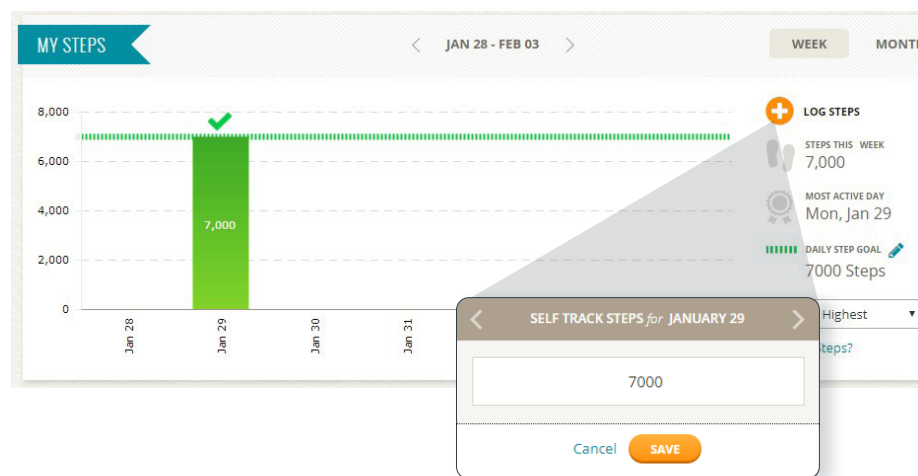 MY STEPS
JAN 28 - FEB 03
WEEK
MONT
8,000
6,000
4,000
2,000
0
7,000
Jan 28
Jan 29
Jan 30
Jan 31
LOG STEPS
STEPS THIS WEEK
7,000
MOST ACTIVE DAY
Mon, Jan 29
DAILY STEP GOAL
7000 Steps
Highest
Steps?
SELF TRACK STEPS for JANUARY 29
7000
Cancel
SAVE